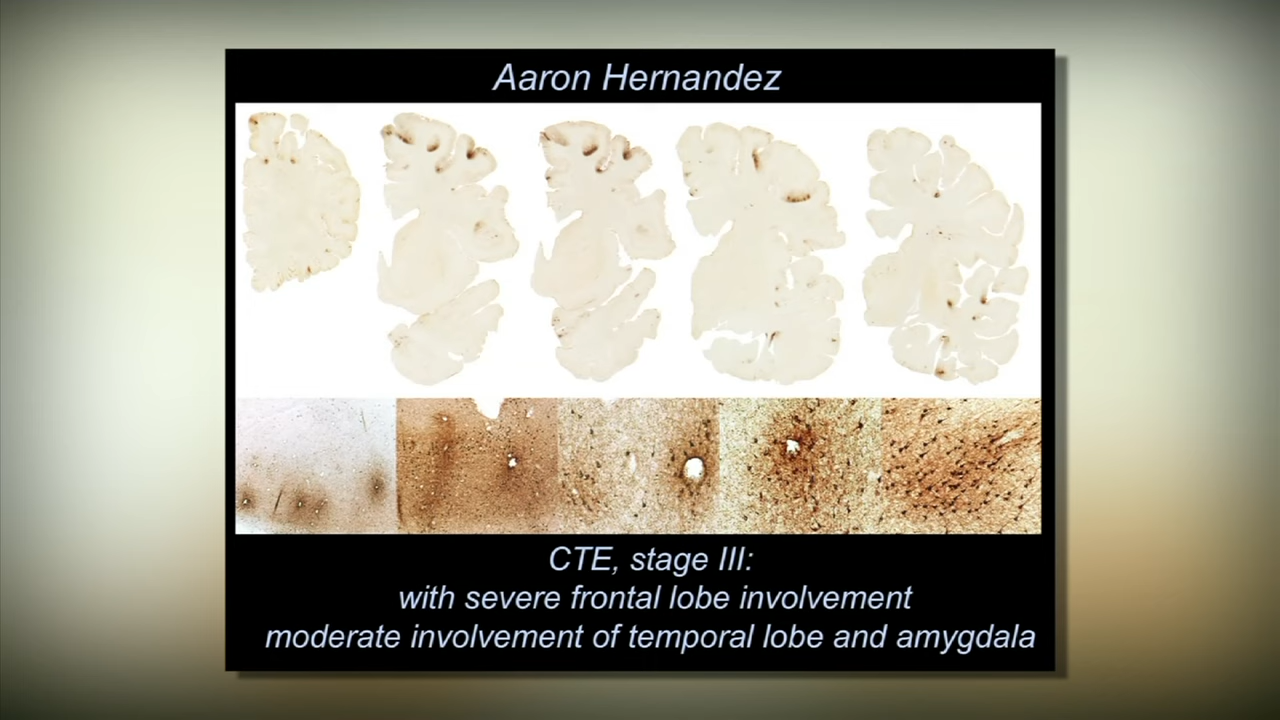 Aaron Hernandez
CTE, stage III:
with severe frontal lobe involvement
moderate involvement of temporal lobe and amygdala